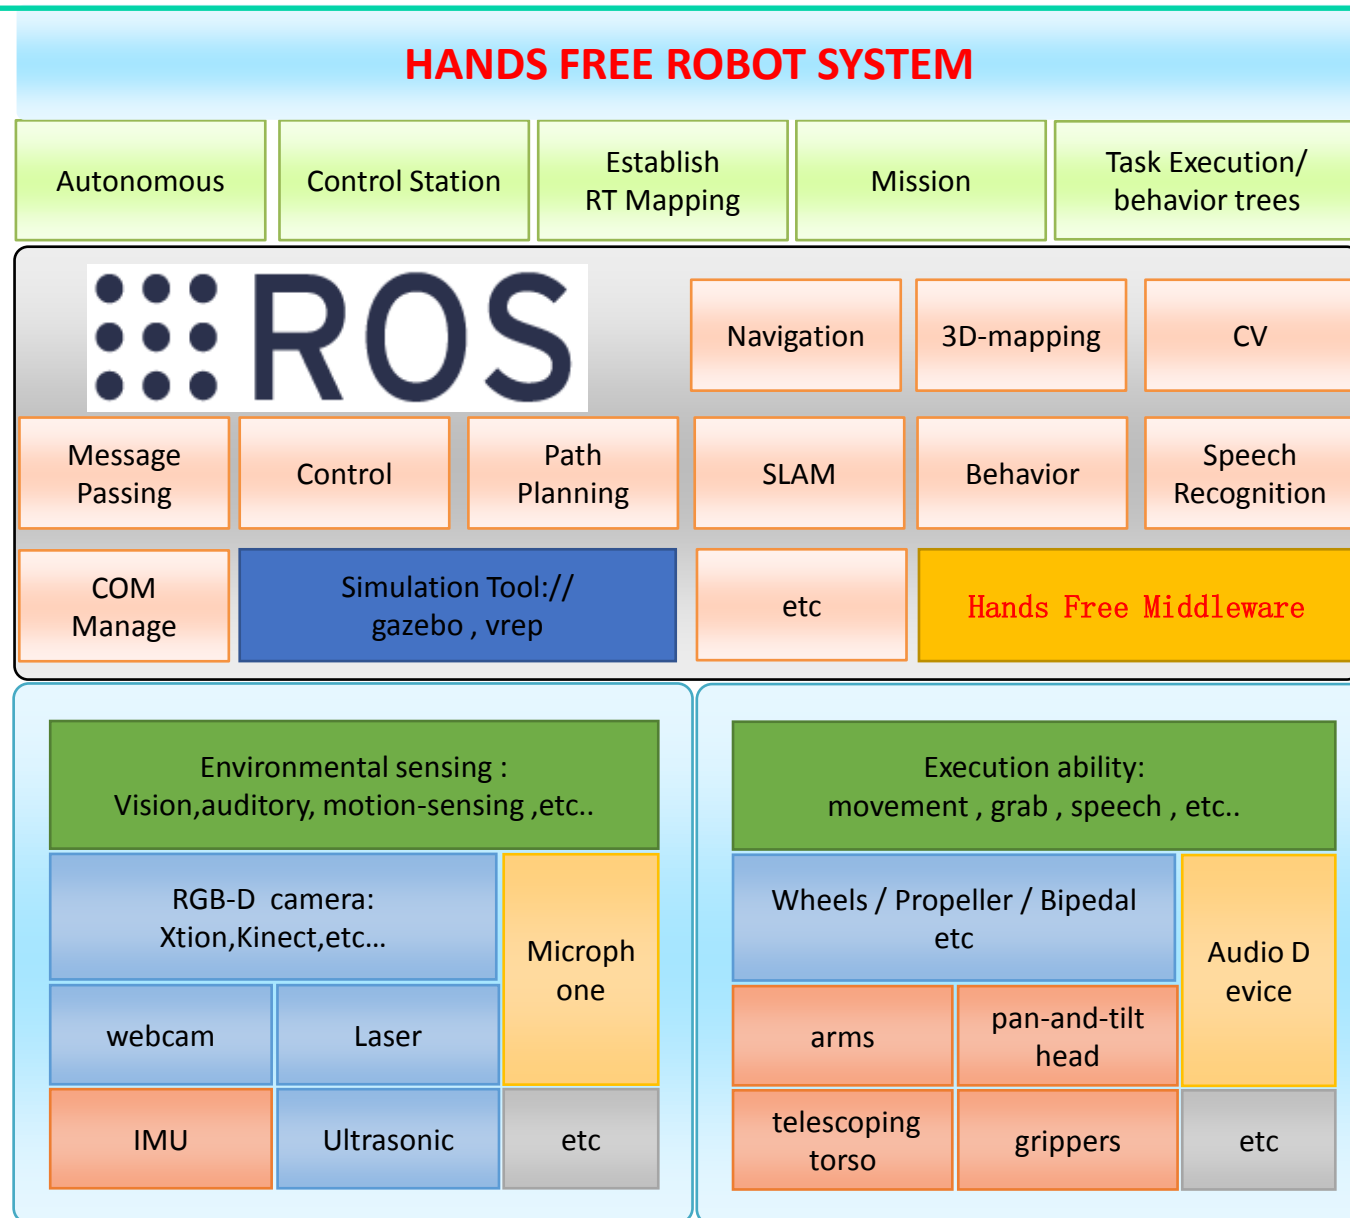 HANDS FREE ROBOT SYSTEM
Autonomous
Control Station
Establish
RT Mapping
Mission
Task Execution/
behavior trees
ROS
Navigation
3D-mapping
CV
Message
Passing
Control
Path
Planning
SLAM
Behavior
Speech
Recognition
COM
Manage
Simulation Tool://
gazebo , vrep
etc
Hands Free Middleware
Environmental sensing :
Vision,auditory, motion-sensing ,etc..
RGB-D  camera:
Xtion,Kinect,etc...
Microph
one
webcam
Laser
IMU
Ultrasonic
etc
Execution ability:
movement , grab , speech , etc..
Wheels / Propeller / Bipedal
etc
Audio D
evice
arms
pan-and-tilt
head
telescoping
torso
grippers
etc